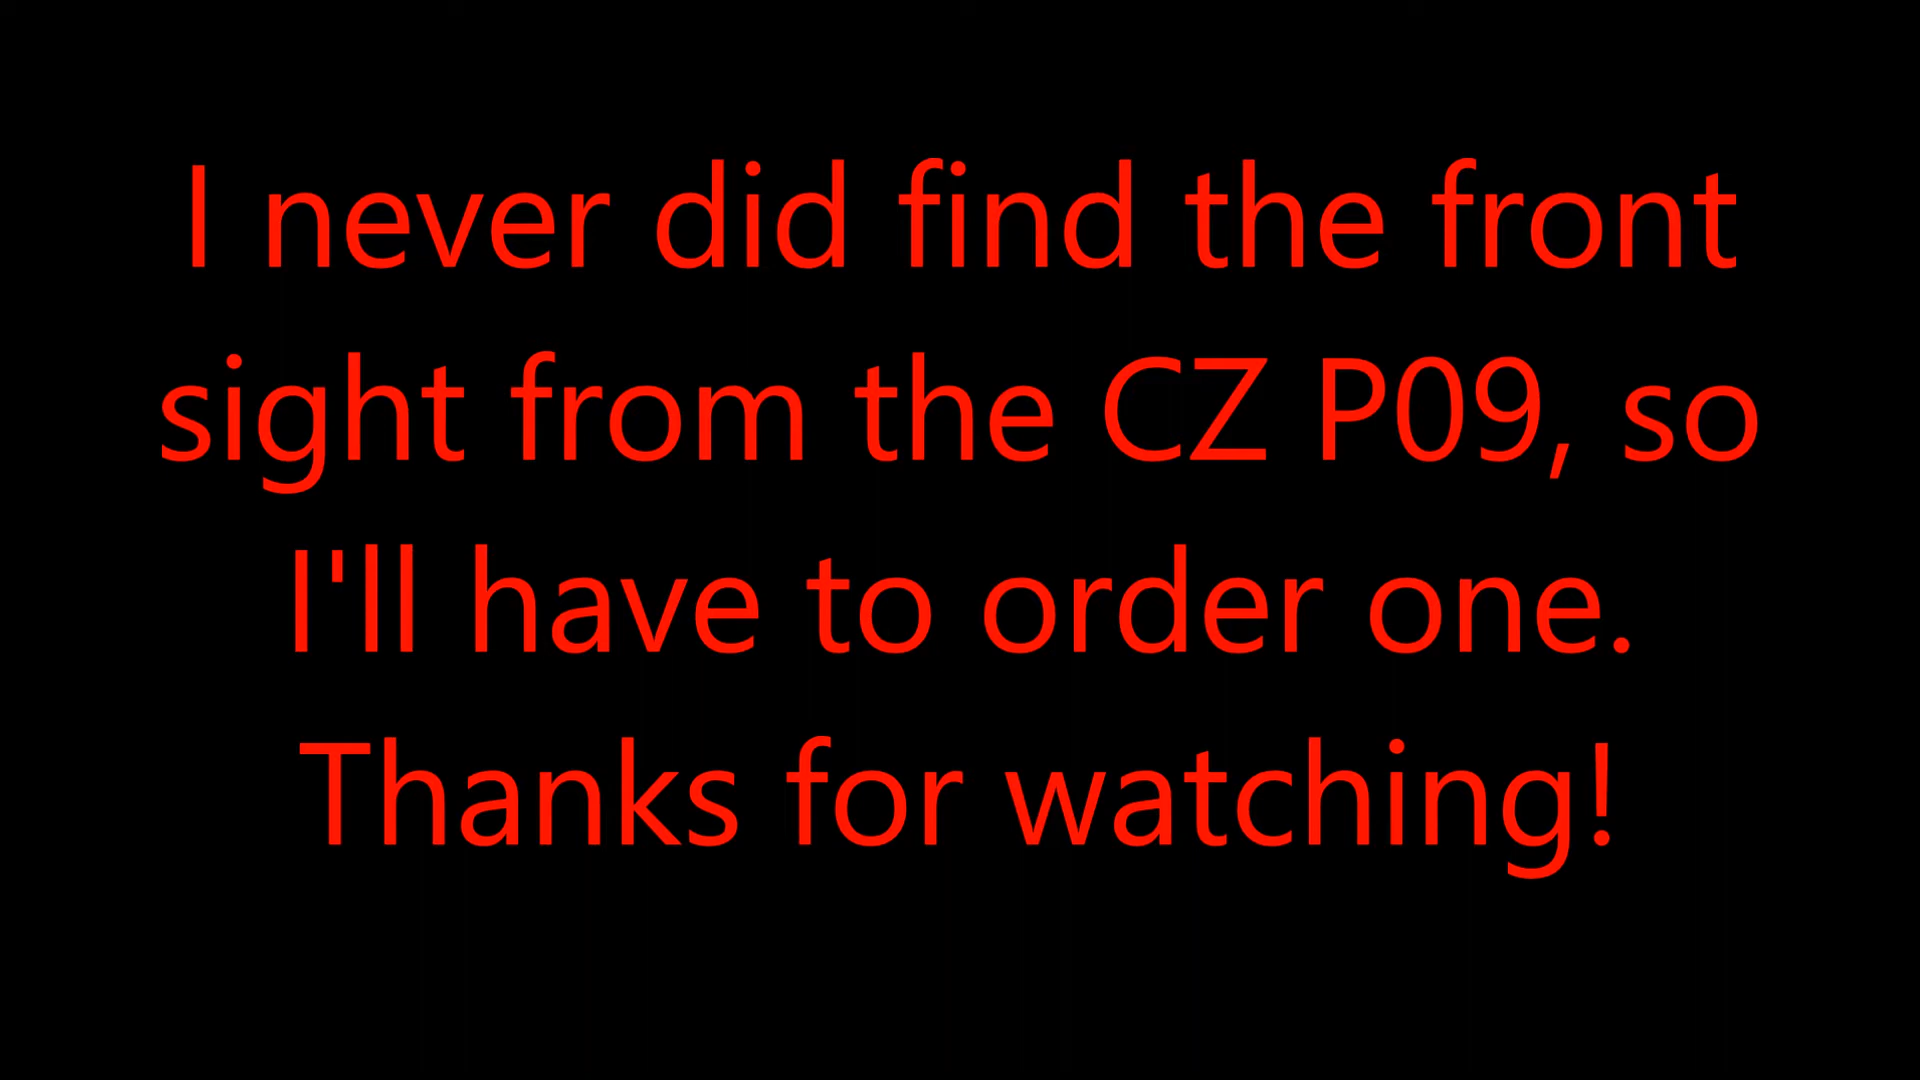 I never did find the front
sight from the CZ P09, so
I'll have to order one.
Thanks for watching!